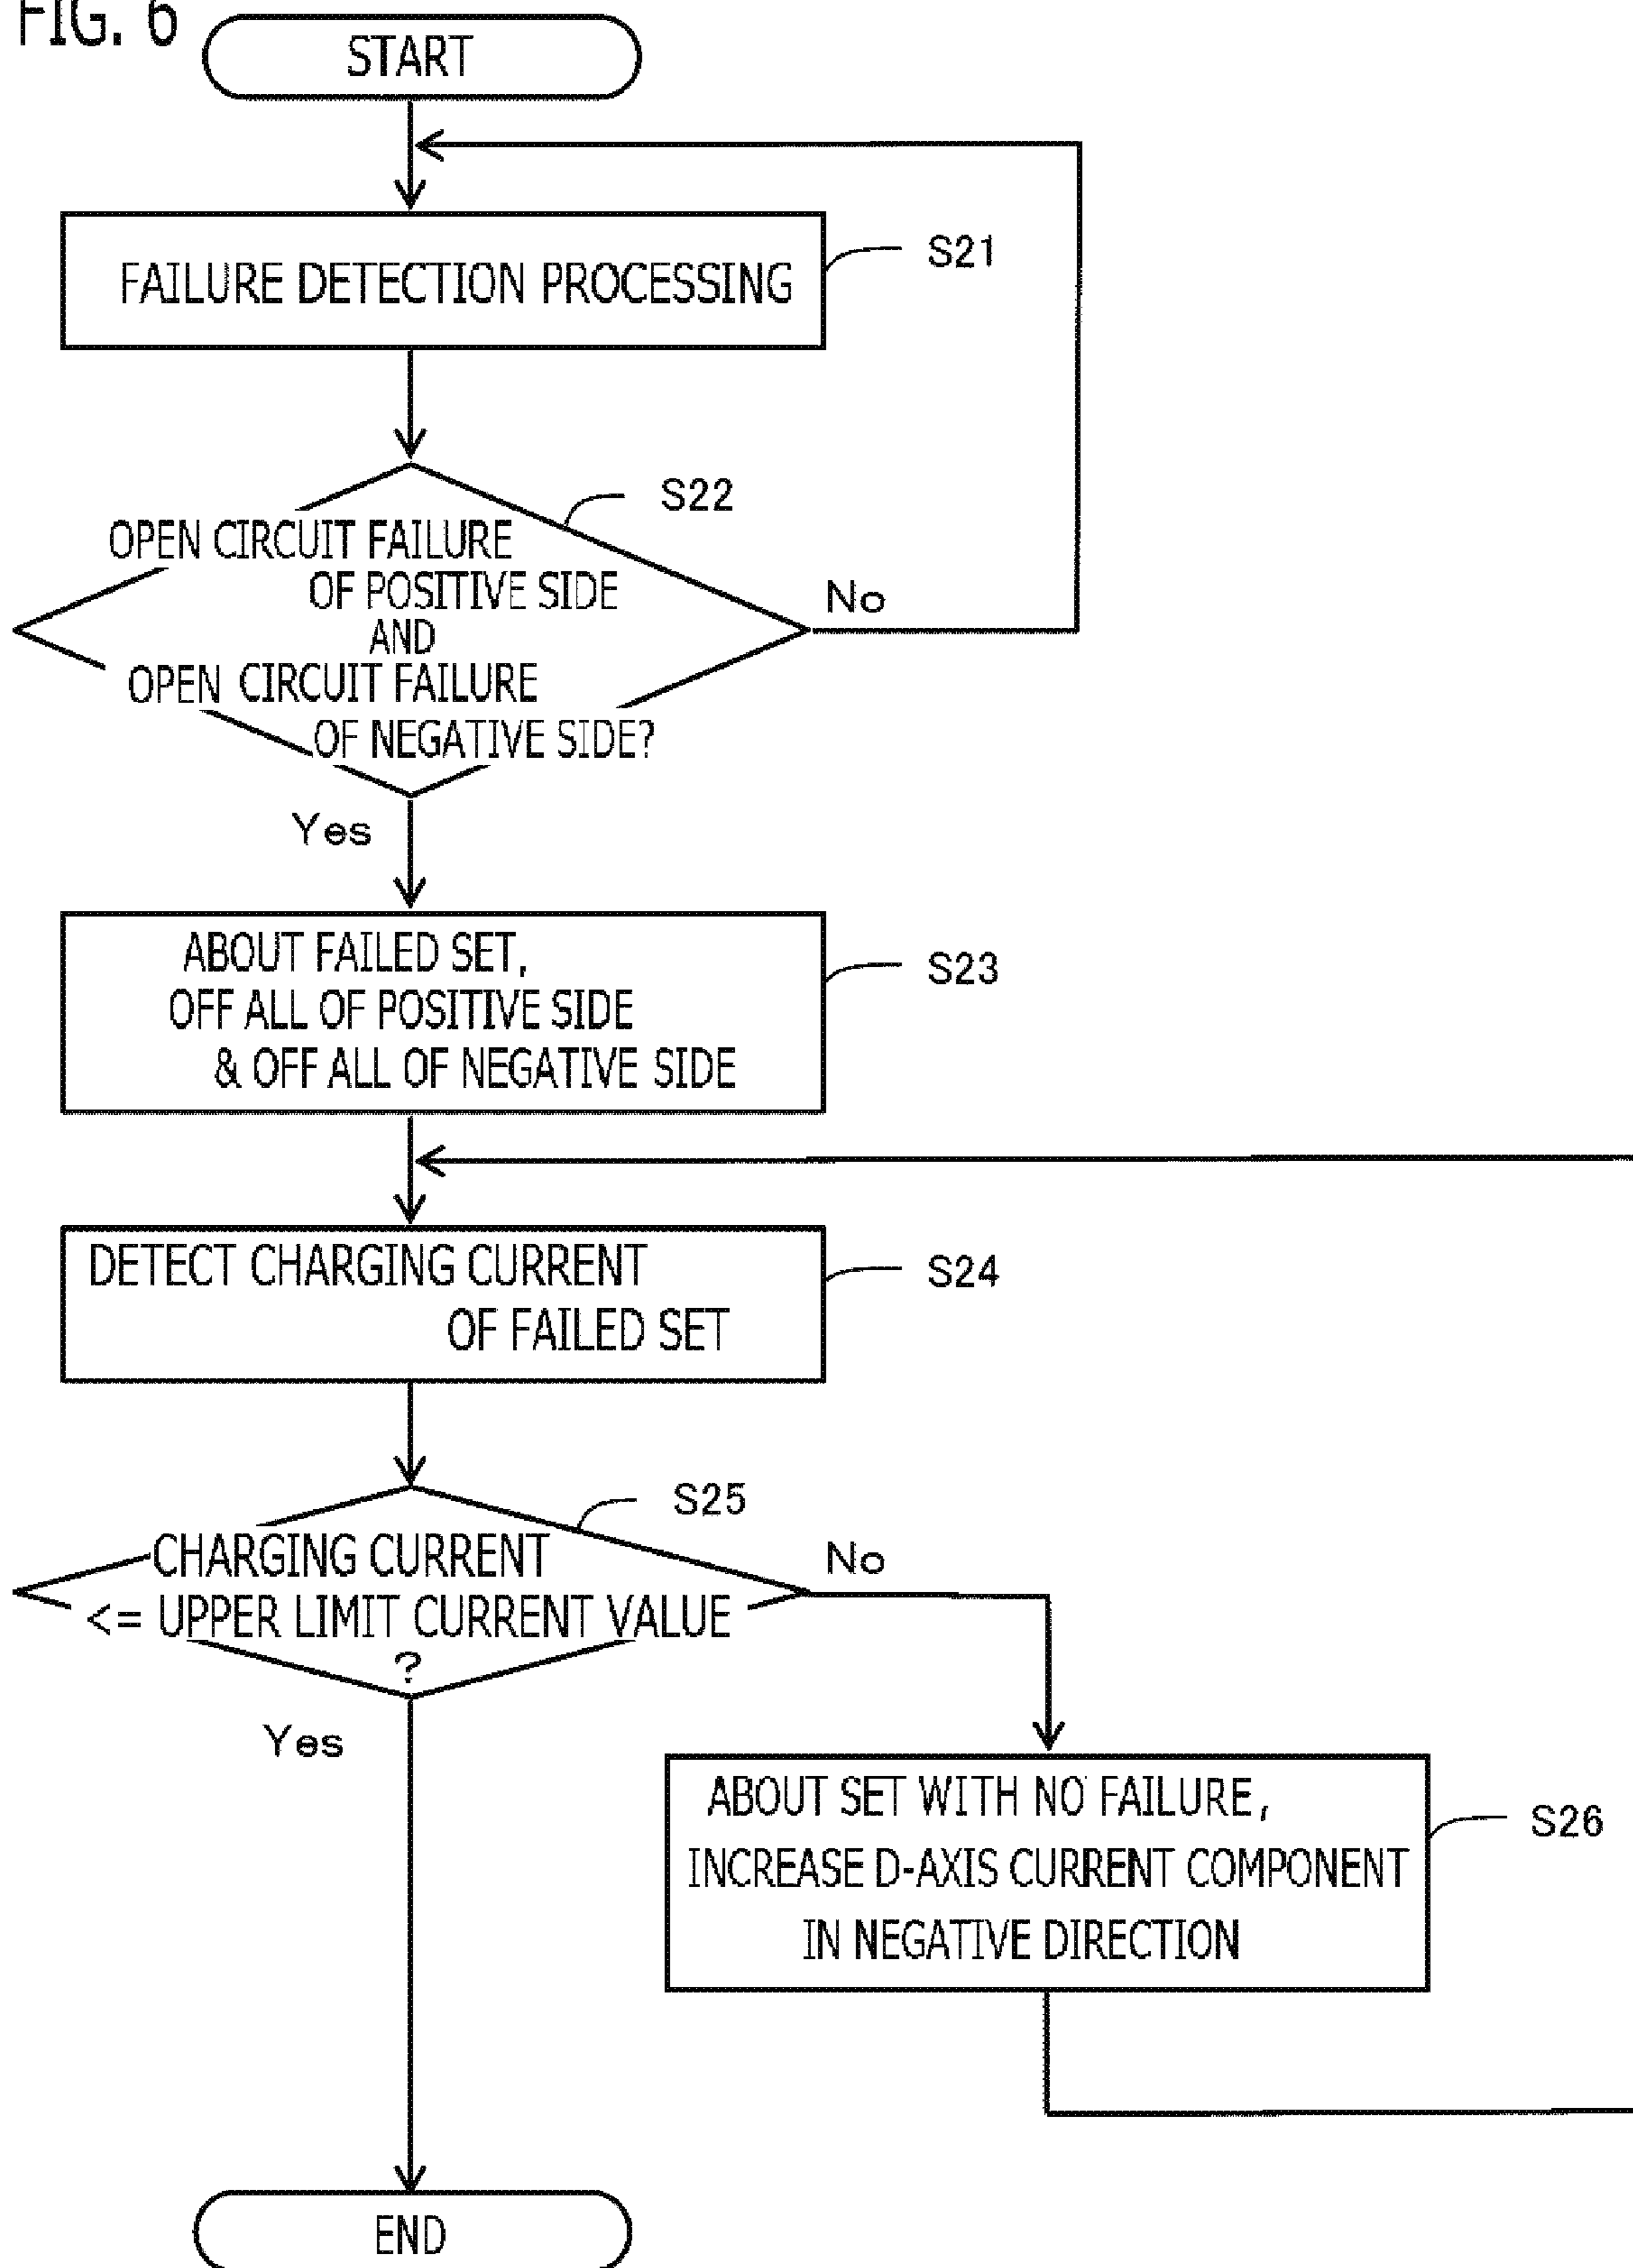 FIG. 6
START
FAILURE DETECTION PROCESSING
S21
S22
OPEN CIRCUIT FAILURE
OF POSITIVE SIDE
AND
OPEN CIRCUIT FAILURE
OF NEGATIVE SIDE?
No
Yes
ABOUT FAILED SET,
OFF ALL OF POSITIVE SIDE
& OFF ALL OF NEGATIVE SIDE
S23
DETECT CHARGING CURRENT
OF FAILED SET
S24
S25
CHARGING CURRENT
<= UPPER LIMIT CURRENT VALUE
?
No
Yes
ABOUT SET WITH NO FAILURE,
INCREASE D-AXIS CURRENT COMPONENT
IN NEGATIVE DIRECTION
S26
END